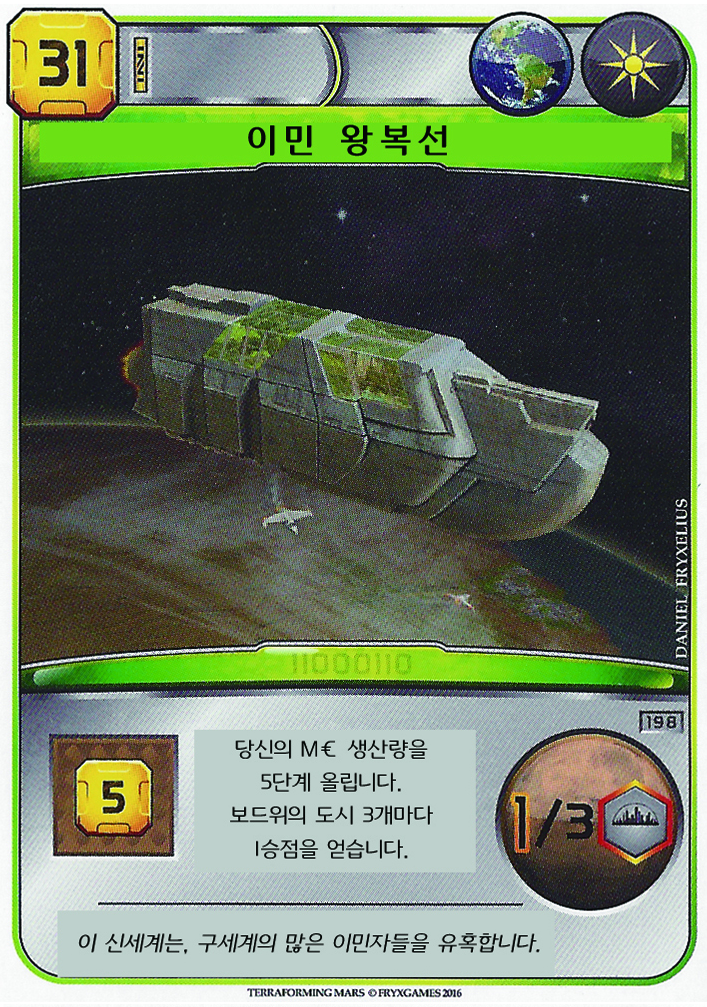 31
INIT
이민 왕복선
DANIEL FRYXELIUS
11000110
198
5
당신의 M€ 생산량을
5단계 올립니다.
보드위의 도시 3개마다
1승점을 얻습니다.
1/3
이 신세계는, 구세계의 많은 이민자들을 유혹합니다.
TERRAFORMING MARS © FRYXGAMES 2016